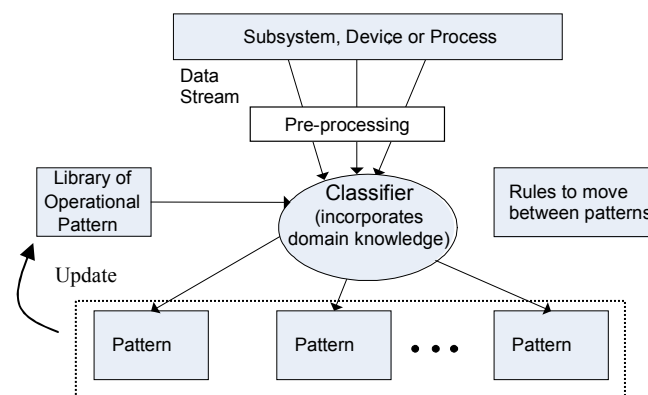 Subsystem, Device or Process
Data
Stream
Pre-processing
Library of
Operational
Pattern
Classifier
(incorporates
domain knowledge)
Rules to move
between patterns
Update
Pattern
Pattern
• • •
Pattern